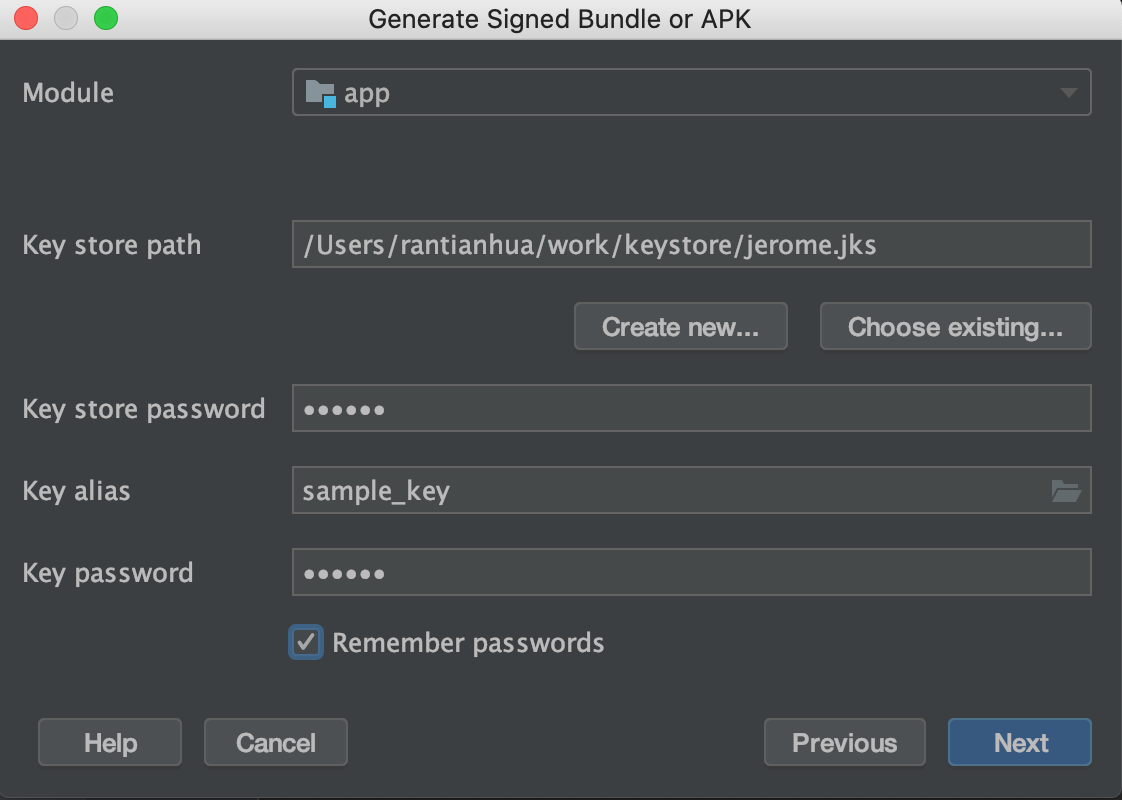 Generate Signed Bundle or APK
Module app
Key store path /Users/rantianhua/work/keystore/jerome.jks
Create new... Choose existing...
Key store password ••••••
Key alias sample_key
Key password ••••••
Remember passwords
Help Cancel Previous Next